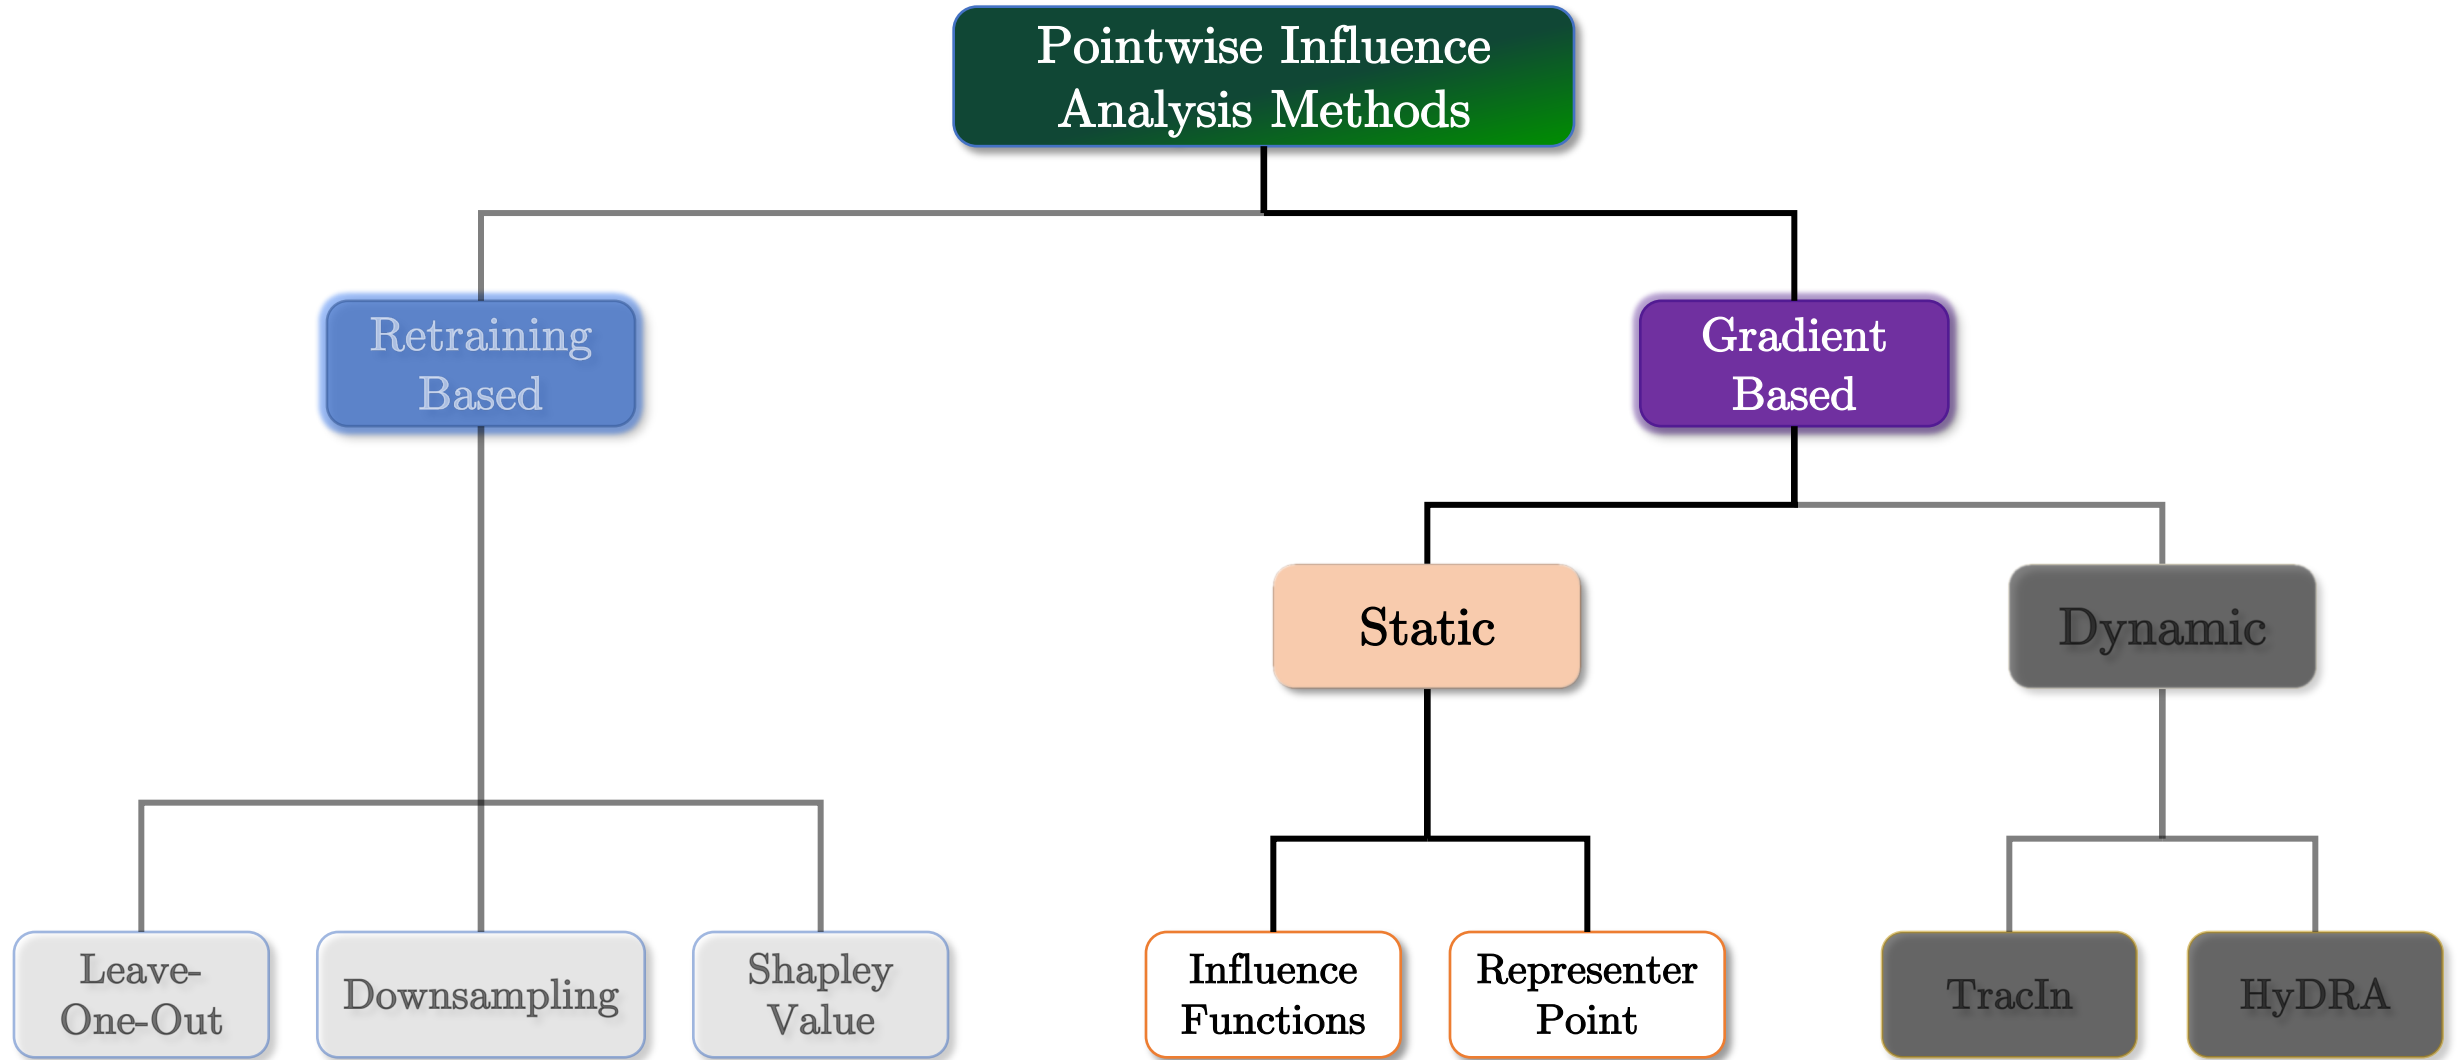 Pointwise Influence
Analysis Methods
Retraining
Based
Gradient
Based
Static
Dynamic
Leave-
One-Out
Downsampling
Shapley
Value
Influence
Functions
Representer
Point
TracIn
HyDRA